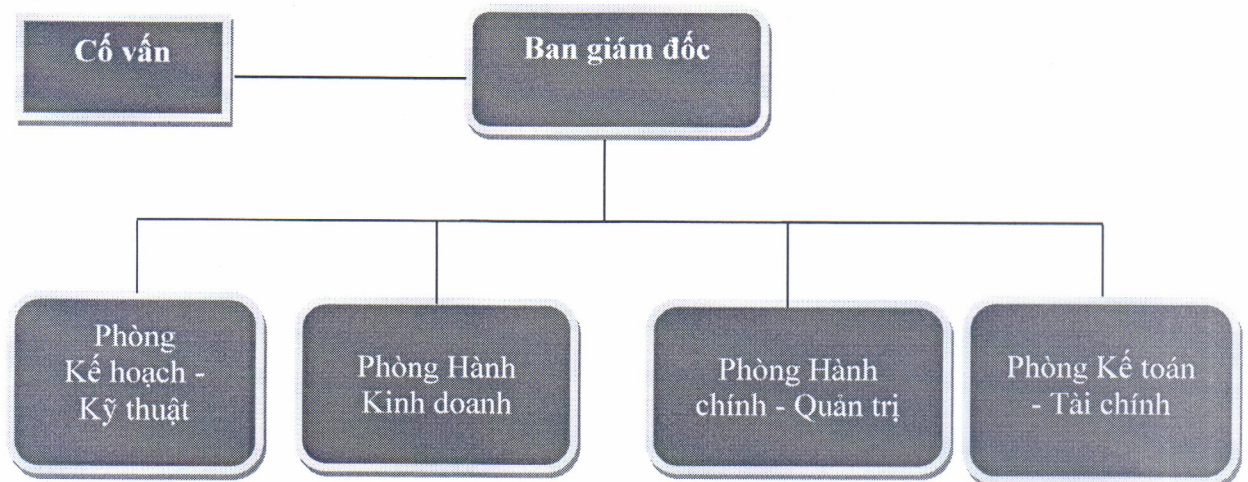 Cố vấn
Ban giám đốc
Phòng
Kế hoạch -
Kỹ thuật
Phòng Hành
Kinh doanh
Phòng Hành
chính - Quản trị
Phòng Kế toán
- Tài chính